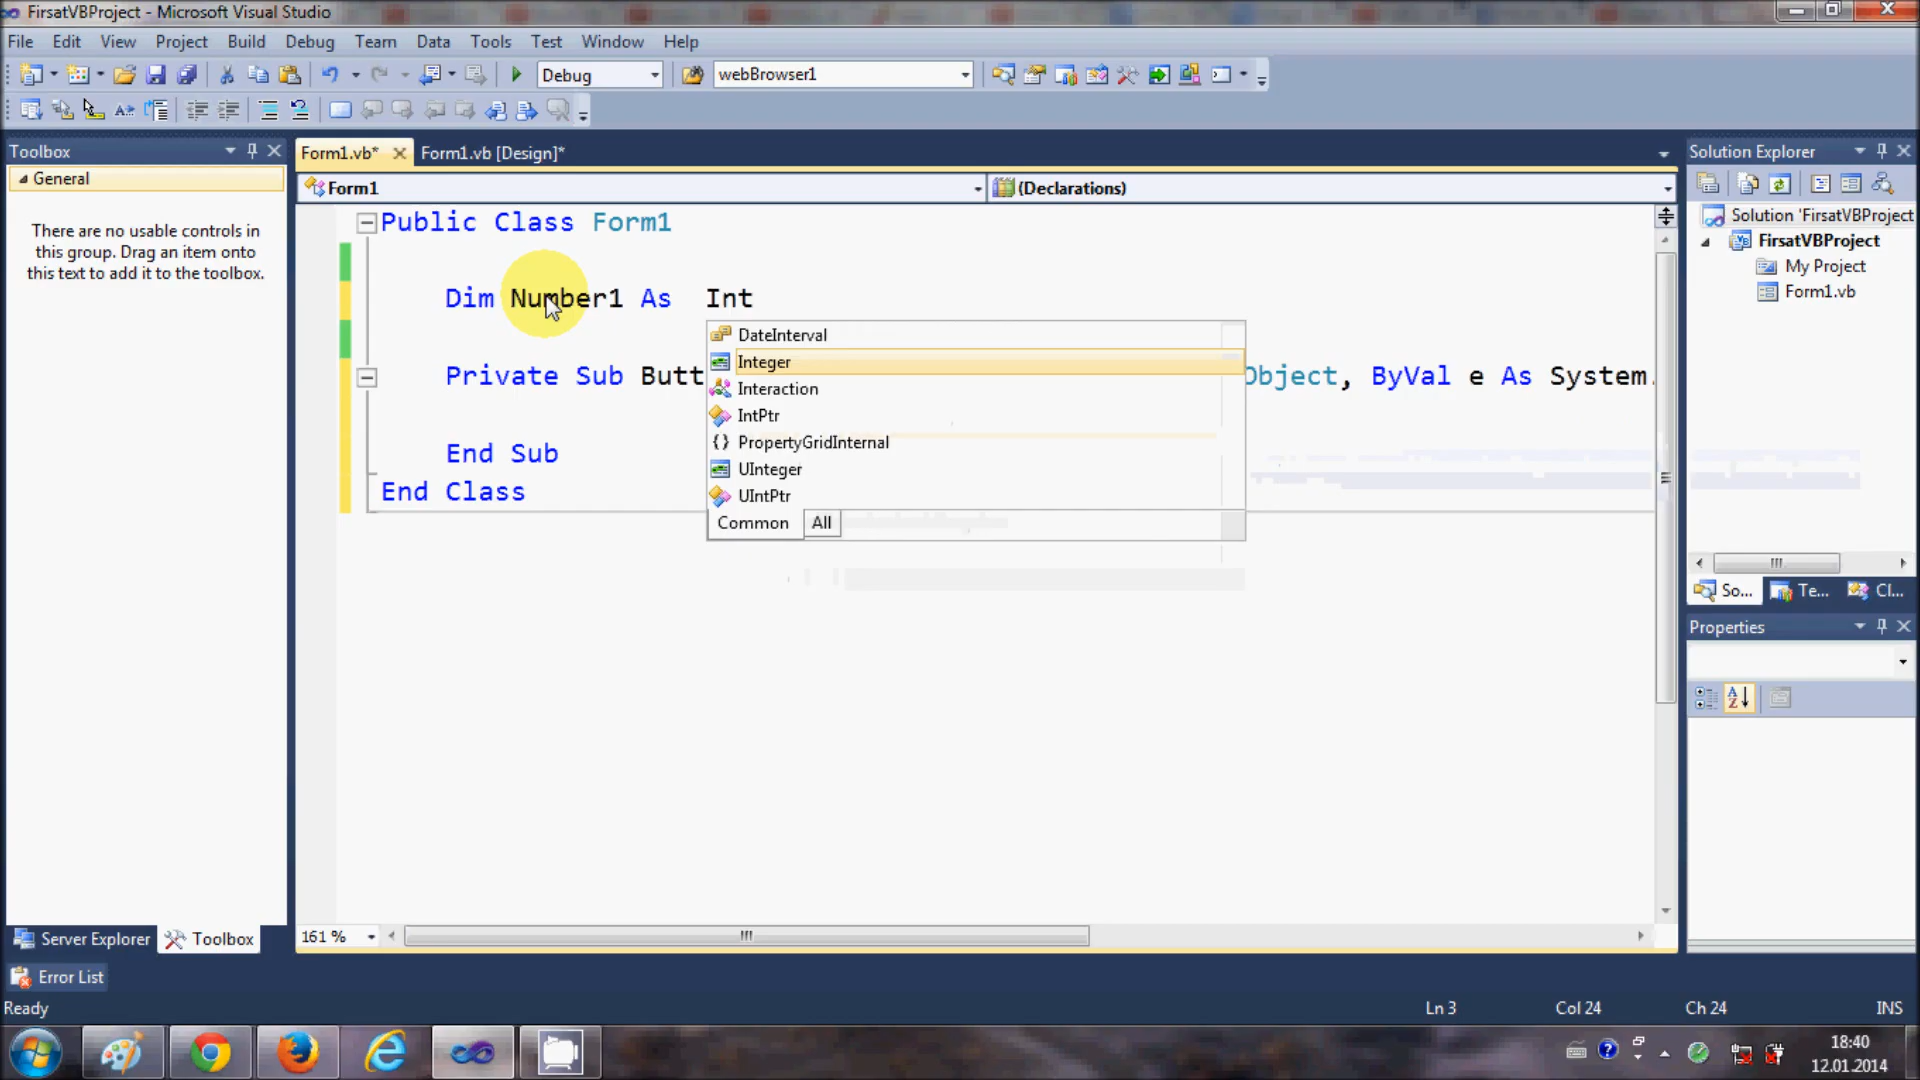 FirsatVBProject - Microsoft Visual Studio
File Edit View Project Build Debug Team Data Tools Test Window Help
Debug webBrowser1
Toolbox
General
There are no usable controls in
this group. Drag an item onto
this text to add it to the toolbox.
Form1.vb* Form1.vb [Design]*
Form1 (Declarations)
Public Class Form1
Dim Number1 As  Int
Private Sub Butt
Object, ByVal e As System.
End Sub
End Class
DateInterval
Integer
Interaction
IntPtr
PropertyGridInternal
UInteger
UIntPtr
Common All
161 %
Solution Explorer
Solution 'FirsatVBProject
FirsatVBProject
My Project
Form1.vb
So... Te... Cl...
Properties
Server Explorer Toolbox
Error List
Ready Ln 3 Col 24 Ch 24 INS
18:40
12.01.2014